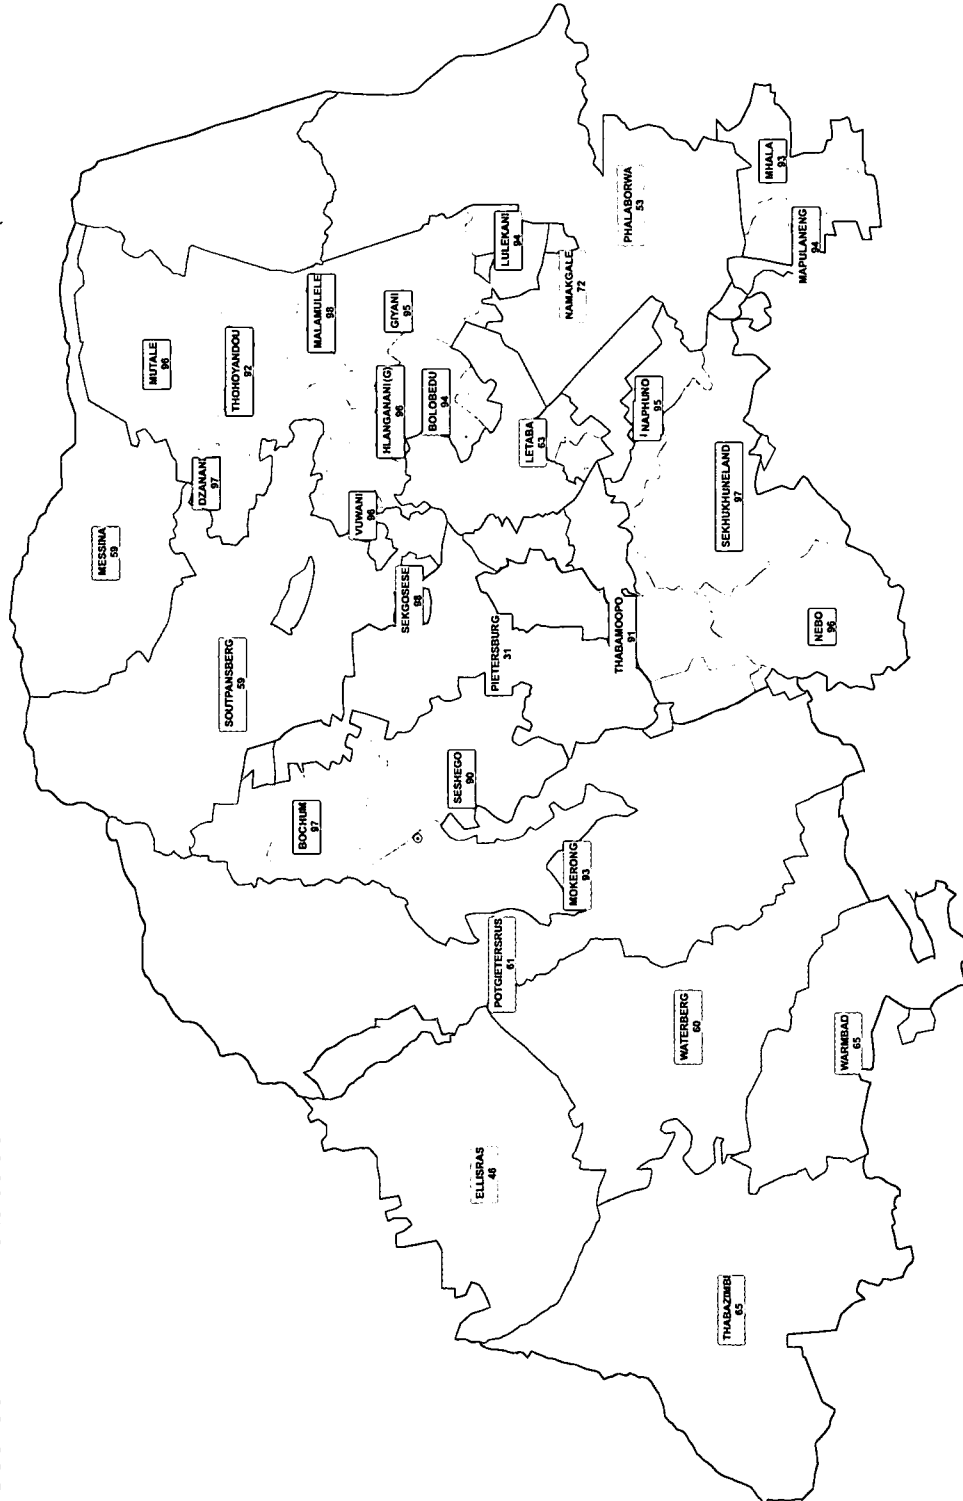 MESSINA
59
MUTALE
96
DZANANI
97
SOUTPANSBERG
59
THOHOYANDOU
92
BOCHUM
97
MALAMULELE
98
VUWANI
96
HLANGANANI(G)
96
GIYANI
95
SEKGOSESE
98
BOLOBEDU
94
SESHEGO
90
ELLISRAS
46
PIETERSBURG
31
POTGIETERSRUS
61
LULEKANI
94
LETABA
63
NAMAKGALE
72
MOKERONG
93
THABAMOOPO
91
PHALABORWA
53
NAPHUNO
95
WATERBERG
60
SEKHUKHUNELAND
97
THABAZIMBI
65
MHALA
93
MAPULANENG
94
NEBO
96
WARMBAD
65